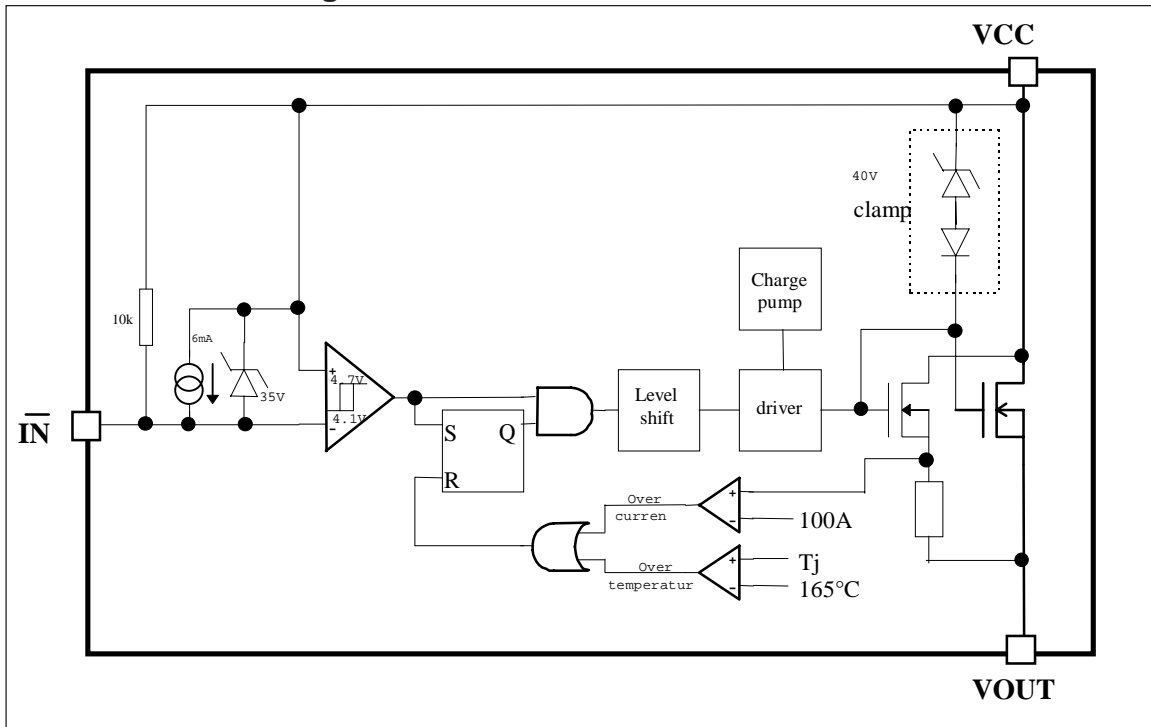 VCC
40V
clamp
Charge
pump
10k
6mA
35V
+
4.7V
4.1V
-
IN
Level
shift
driver
S
Q
R
Over
curren
+
-
100A
Over
temperatur
+
-
Tj
165°C
VOUT